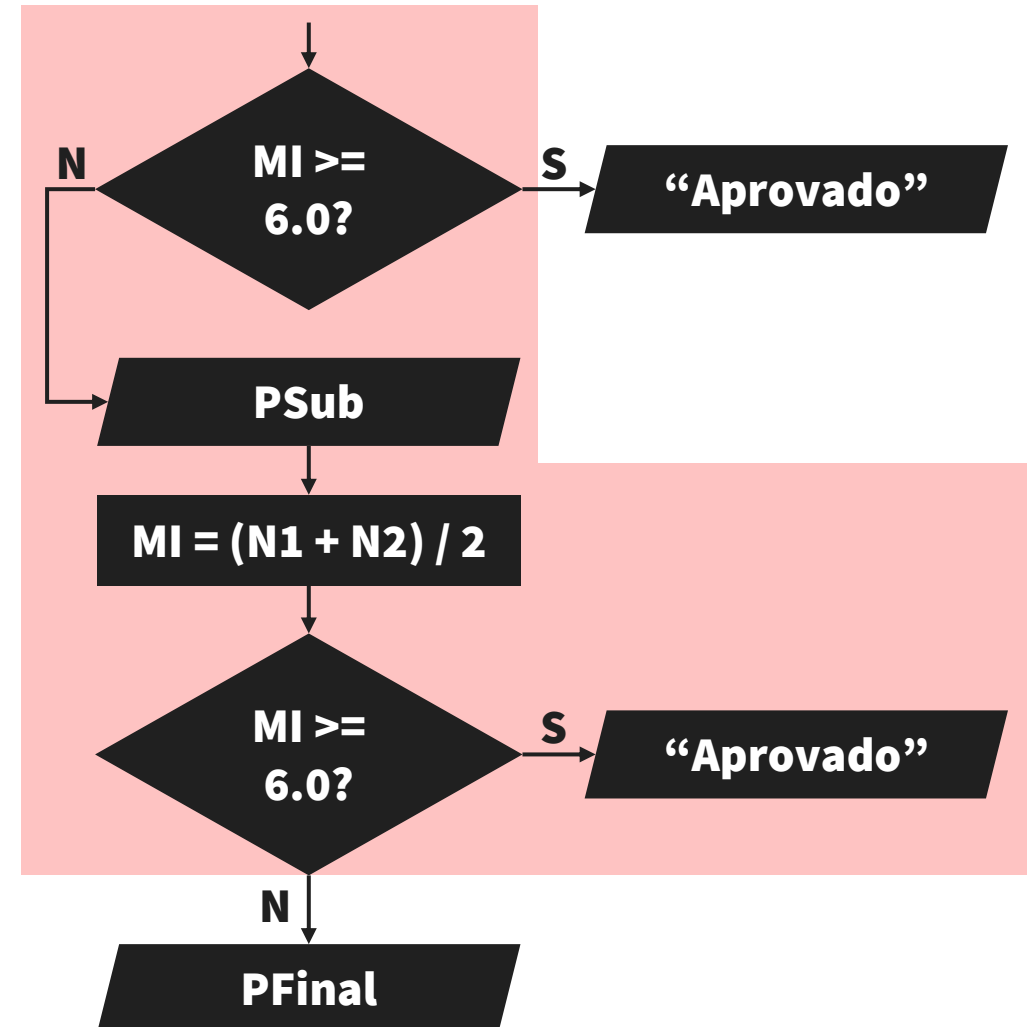 N
MI >=
6.0?
S
“Aprovado”
PSub
MI = (N1 + N2) / 2
MI >=
6.0?
S
“Aprovado”
N
PFinal